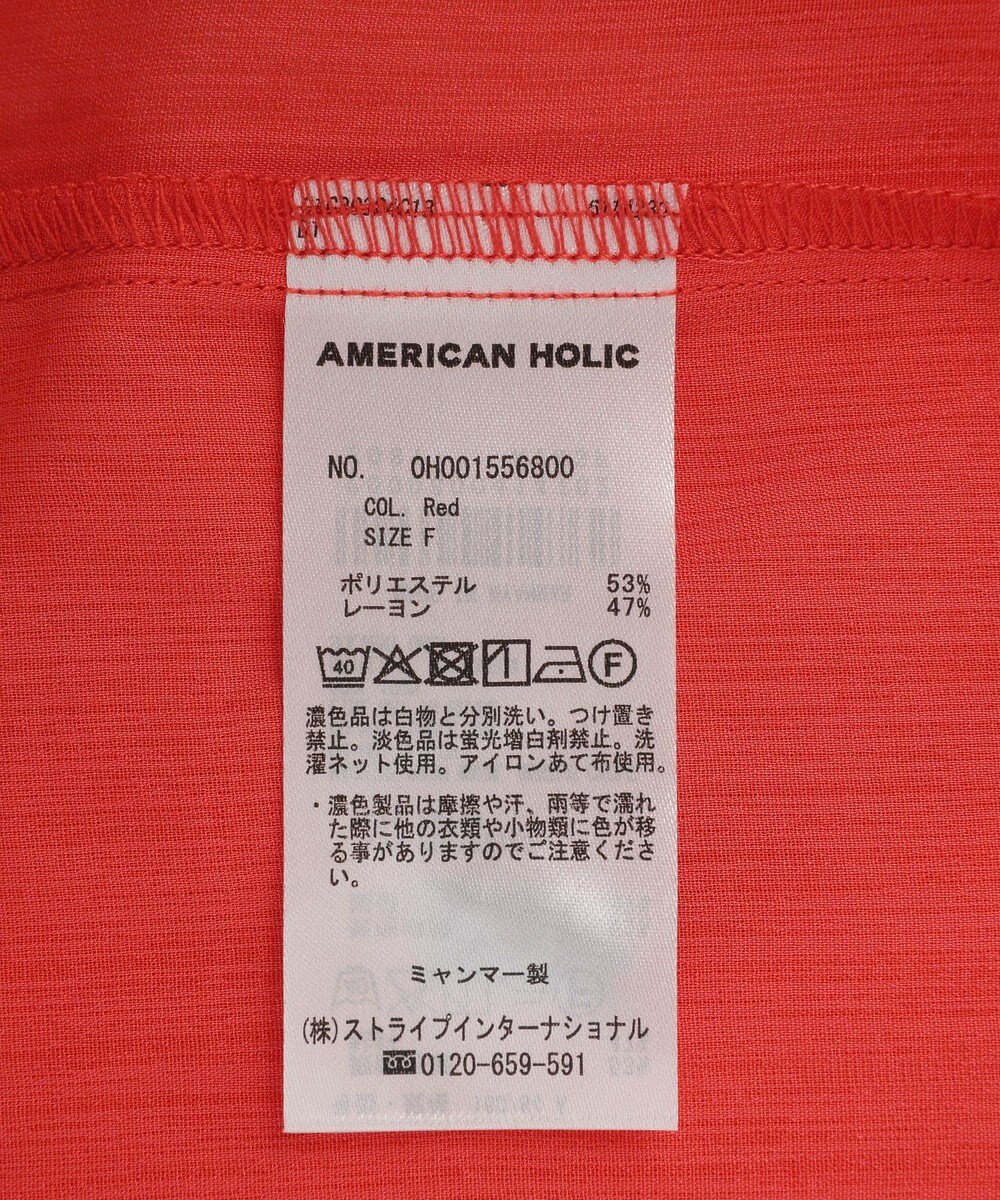 AMERICAN HOLIC
NO. 0H001556800
COL. Red
SIZE F
ポリエステル 53%
レーヨン 47%
40 F
濃色品は白物と分別洗い。つけ置き
禁止。淡色品は蛍光増白剤禁止。洗
濯ネット使用。アイロンあて布使用。
・濃色製品は摩擦や汗、雨等で濡れ
た際に他の衣類や小物類に色が移
る事がありますのでご注意くださ
い。
ミャンマー製
(株)ストライプインターナショナル
0120-659-591